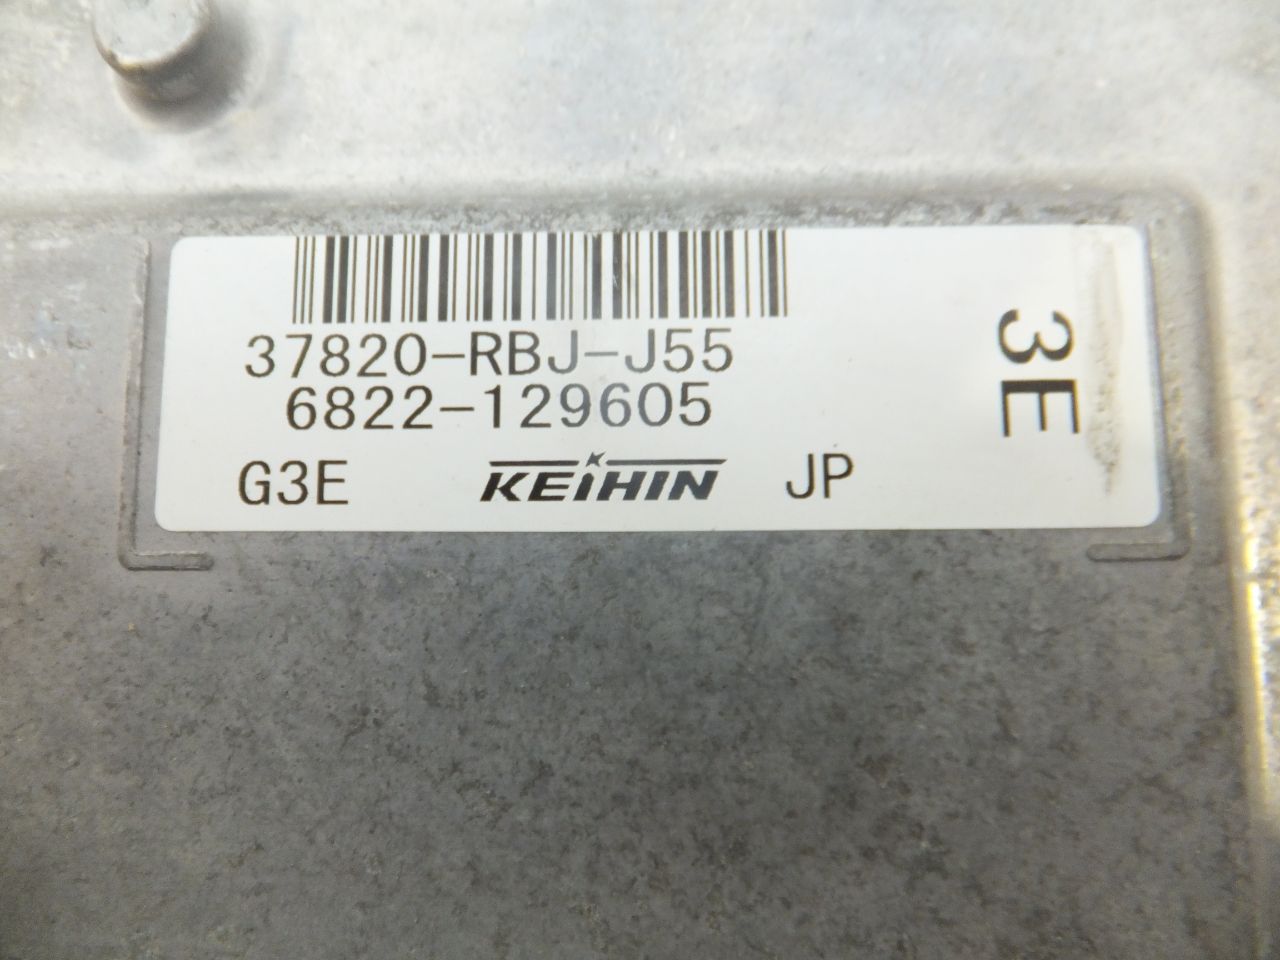 37820-RBJ-J55
6822-129605
G3E KEIHIN JP
3E